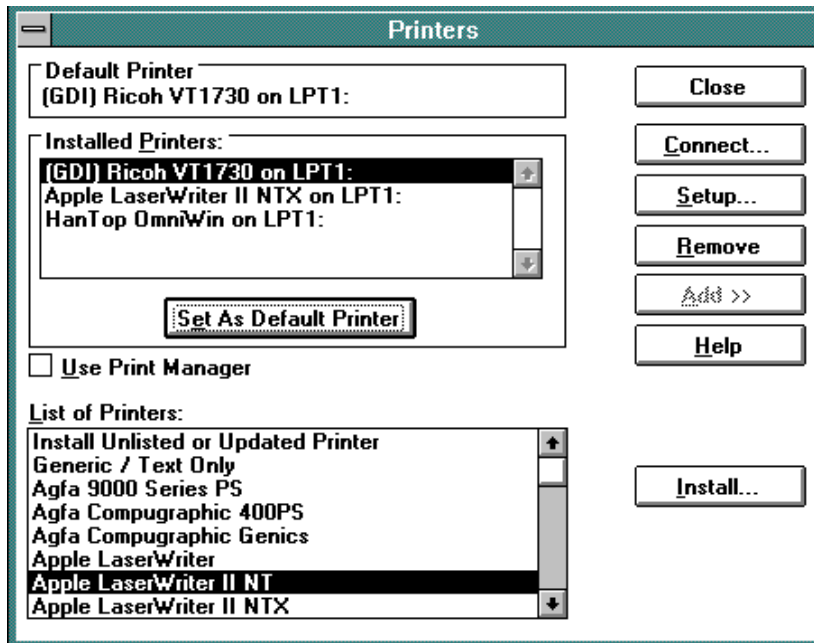 Printers
Default Printer
(GDI) Ricoh VT1730 on LPT1:
Installed Printers:
(GDI) Ricoh VT1730 on LPT1:
Apple LaserWriter II NTX on LPT1:
HanTop OmniWin on LPT1:
Set As Default Printer
Use Print Manager
Close
Connect...
Setup...
Remove
Add >>
Help
List of Printers:
Install Unlisted or Updated Printer
Generic / Text Only
Agfa 9000 Series PS
Agfa Compugraphic 400PS
Agfa Compugraphic Genics
Apple LaserWriter
Apple LaserWriter II NT
Apple LaserWriter II NTX
Install...